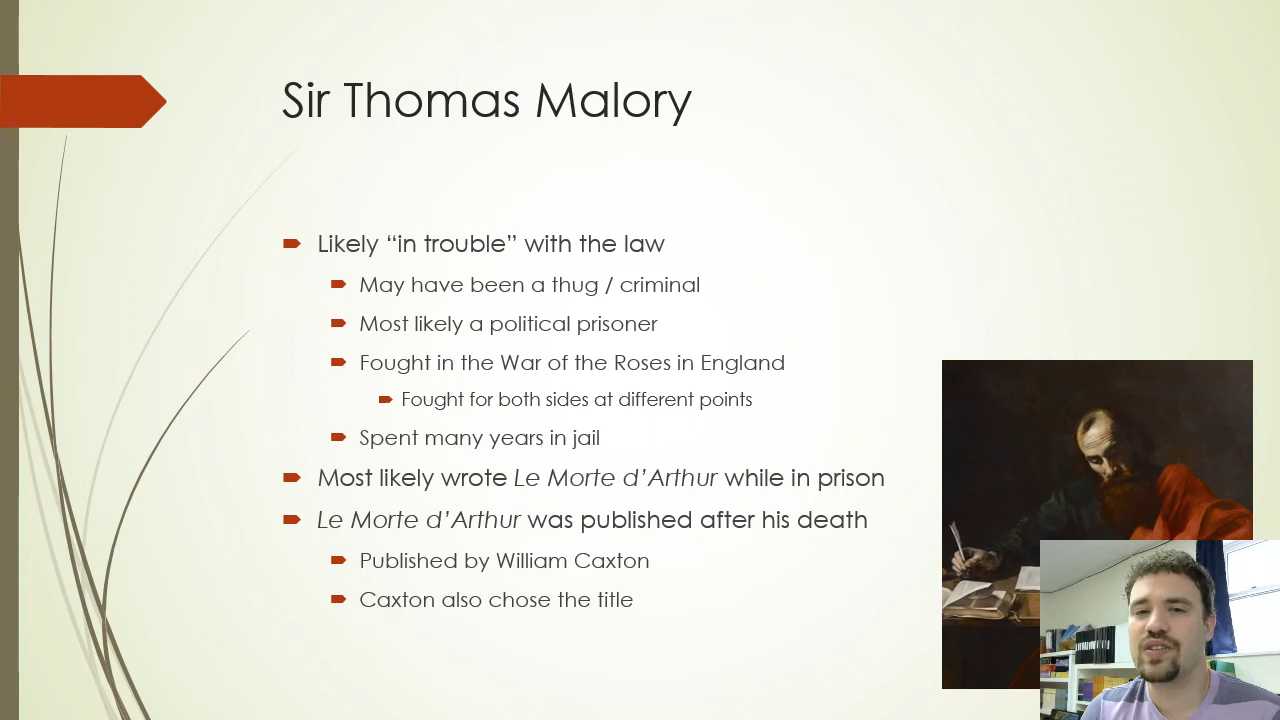 Sir Thomas Malory
Likely “in trouble” with the law
May have been a thug / criminal
Most likely a political prisoner
Fought in the War of the Roses in England
Fought for both sides at different points
Spent many years in jail
Most likely wrote Le Morte d’Arthur while in prison
Le Morte d’Arthur was published after his death
Published by William Caxton
Caxton also chose the title